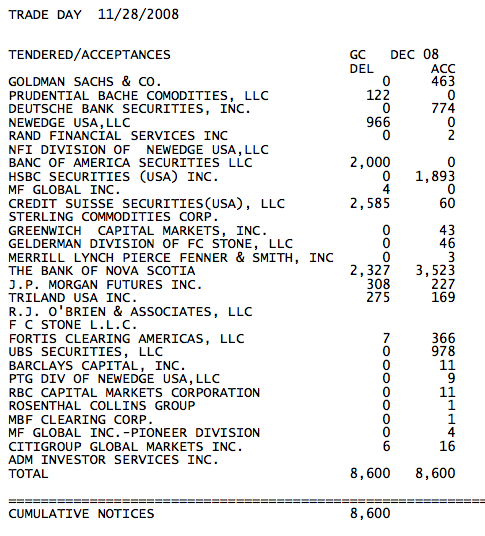 TRADE DAY 11/28/2008
TENDERED/ACCEPTANCES GC DEC 08
DEL ACC
GOLDMAN SACHS & CO. 0 463
PRUDENTIAL BACHE COMODITIES, LLC 122 0
DEUTSCHE BANK SECURITIES, INC. 0 774
NEWEDGE USA,LLC 966 0
RAND FINANCIAL SERVICES INC 0 2
NFI DIVISION OF NEWEDGE USA,LLC
BANC OF AMERICA SECURITIES LLC 2,000 0
HSBC SECURITIES (USA) INC. 0 1,893
MF GLOBAL INC. 4 0
CREDIT SUISSE SECURITIES(USA), LLC 2,585 60
STERLING COMMODITIES CORP.
GREENWICH CAPITAL MARKETS, INC. 0 43
GELDERMAN DIVISION OF FC STONE, LLC 0 46
MERRILL LYNCH PIERCE FENNER & SMITH, INC 0 3
THE BANK OF NOVA SCOTIA 2,327 3,523
J.P. MORGAN FUTURES INC. 308 227
TRILAND USA INC. 275 169
R.J. O'BRIEN & ASSOCIATES, LLC
F C STONE L.L.C.
FORTIS CLEARING AMERICAS, LLC 7 366
UBS SECURITIES, LLC 0 978
BARCLAYS CAPITAL, INC. 0 11
PTG DIV OF NEWEDGE USA,LLC 0 9
RBC CAPITAL MARKETS CORPORATION 0 11
ROSENTHAL COLLINS GROUP 0 1
MBF CLEARING CORP. 0 1
MF GLOBAL INC.-PIONEER DIVISION 0 4
CITIGROUP GLOBAL MARKETS INC. 6 16
ADM INVESTOR SERVICES INC.
TOTAL 8,600 8,600
CUMULATIVE NOTICES 8,600